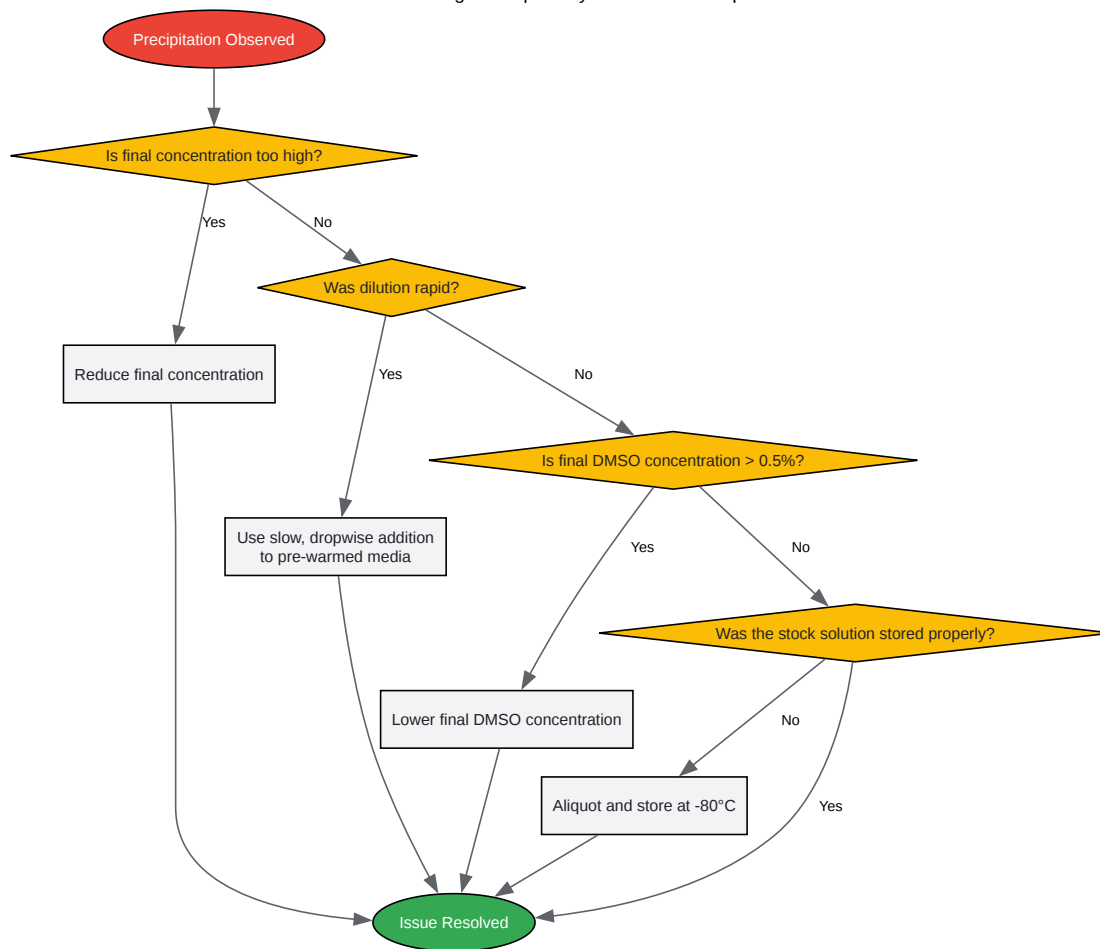 Precipitation Observed
Is final concentration too high?
Yes
No
Was dilution rapid?
Reduce final concentration
Yes
No
Is final DMSO concentration > 0.5%?
Use slow, dropwise addition
to pre-warmed media
Yes
No
Was the stock solution stored properly?
Lower final DMSO concentration
No
Aliquot and store at -80°C
Yes
Issue Resolved